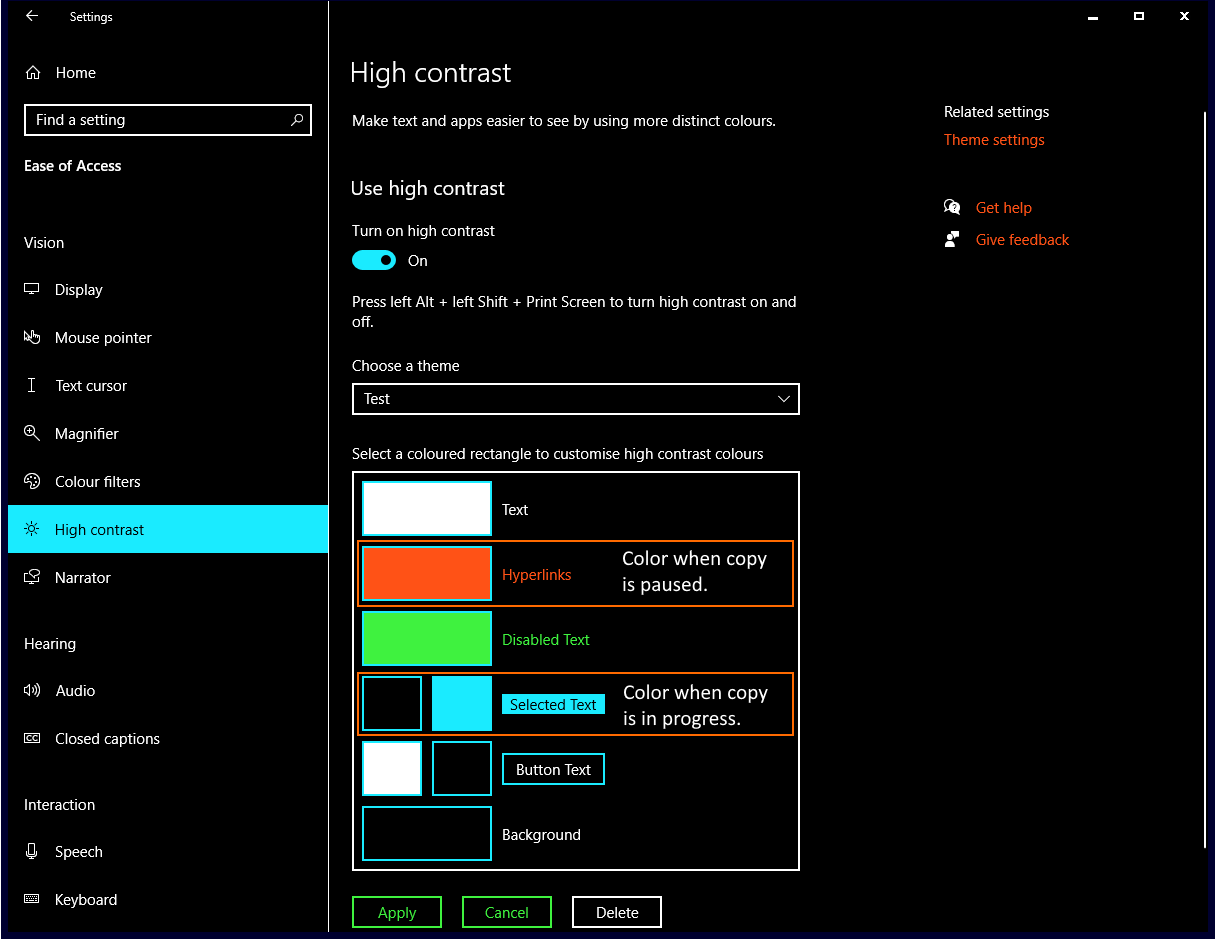 Settings
Home
Find a setting
Ease of Access
Vision
Display
Mouse pointer
Text cursor
Magnifier
Colour filters
High contrast
Narrator
Hearing
Audio
CC
Closed captions
Interaction
Speech
Keyboard
High contrast
Make text and apps easier to see by using more distinct colours.
Use high contrast
Turn on high contrast
On
Press left Alt + left Shift + Print Screen to turn high contrast on and
off.
Choose a theme
Test
Select a coloured rectangle to customise high contrast colours
Text
Hyperlinks
Color when copy
is paused.
Disabled Text
Selected Text
Color when copy
is in progress.
Button Text
Background
Apply
Cancel
Delete
Related settings
Theme settings
Get help
Give feedback